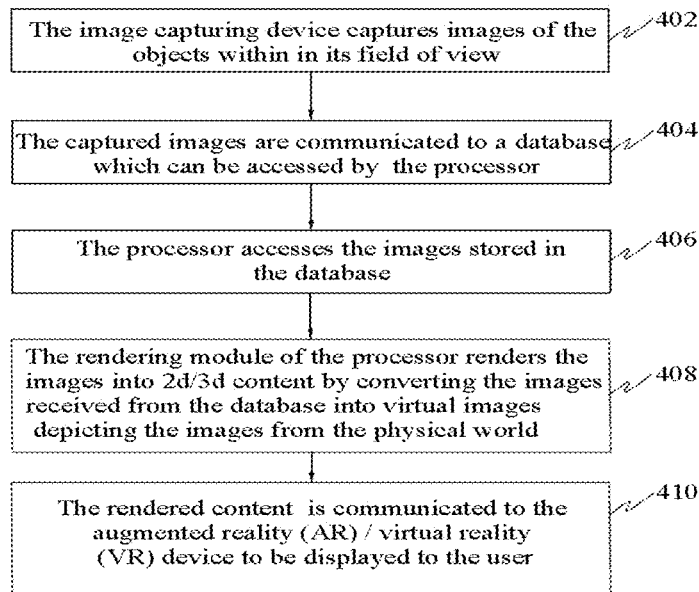 The image capturing device captures images of the
objects within in its field of view
402
The captured images are communicated to a database
which can be accessed by the processor
404
The processor accesses the images stored in
the database
406
The rendering module of the processor renders the
images into 2d/3d content by converting the images
received from the database into virtual images
depicting the images from the physical world
408
The rendered content is communicated to the
augmented reality (AR) / virtual reality
(VR) device to be displayed to the user
410